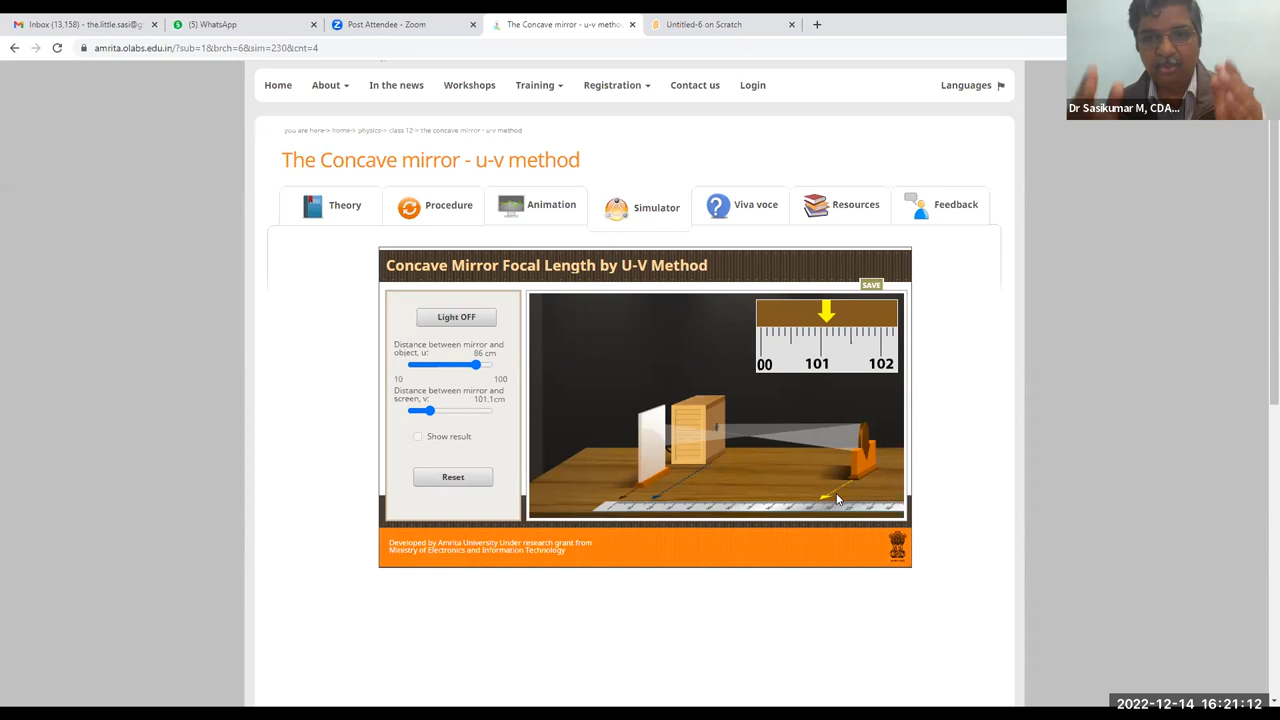 Inbox (13,158) - the.little.sasi@g
(5) WhatsApp
Post Attendee - Zoom
The Concave mirror - u-v metho
Untitled-6 on Scratch
amrita.olabs.edu.in/?sub=1&brch=6&sim=230&cnt=4
Dr Sasikumar M, CDA...
Home About In the news Workshops Training Registration Contact us Login Languages
you are here-> home-> physics-> class 12-> the concave mirror - u-v method
The Concave mirror - u-v method
Theory Procedure Animation Simulator Viva voce Resources Feedback
Concave Mirror Focal Length by U-V Method
SAVE
Light OFF
Distance between mirror and
object, u: 86 cm
10 100
Distance between mirror and
screen, v: 101.1cm
Show result
Reset
00 101 102
Developed by Amrita University Under research grant from
Ministry of Electronics and Information Technology
2022-12-14 16:21:12